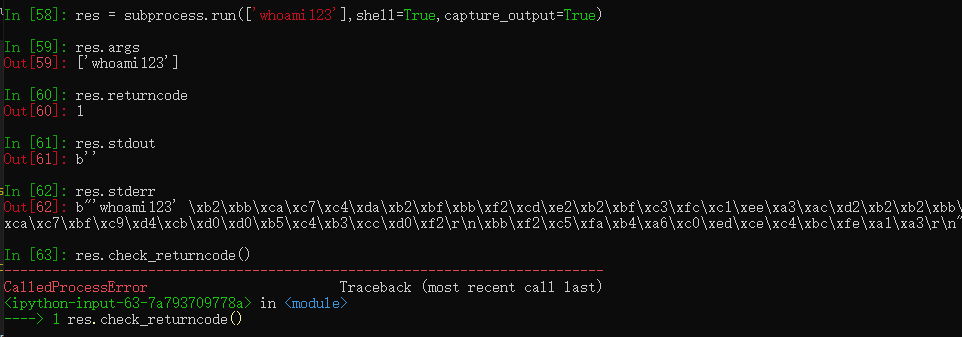 In [58]: res = subprocess.run(['whoami123'],shell=True,capture_output=True)
In [59]: res.args
Out[59]: ['whoami123']
In [60]: res.returncode
Out[60]: 1
In [61]: res.stdout
Out[61]: b''
In [62]: res.stderr
Out[62]: b"'whoami123' \xb2\xbb\xca\xc7\xc4\xda\xb2\xbf\xbb\xf2\xcd\xe2\xb2\xbf\xc3\xfc\xc1\xee\xa3\xac\xd2\xb2\xb2\xbb\
xca\xc7\xbf\xc9\xd4\xcb\xd0\xd0\xb5\xc4\xb3\xcc\xd0\xf2\r\n\xbb\xf2\xc5\xfa\xb4\xa6\xc0\xed\xce\xc4\xbc\xfe\xa1\xa3\r\n"
In [63]: res.check_returncode()
---------------------------------------------------------------------------
CalledProcessError                        Traceback (most recent call last)
<ipython-input-63-7a793709778a> in <module>
----> 1 res.check_returncode()